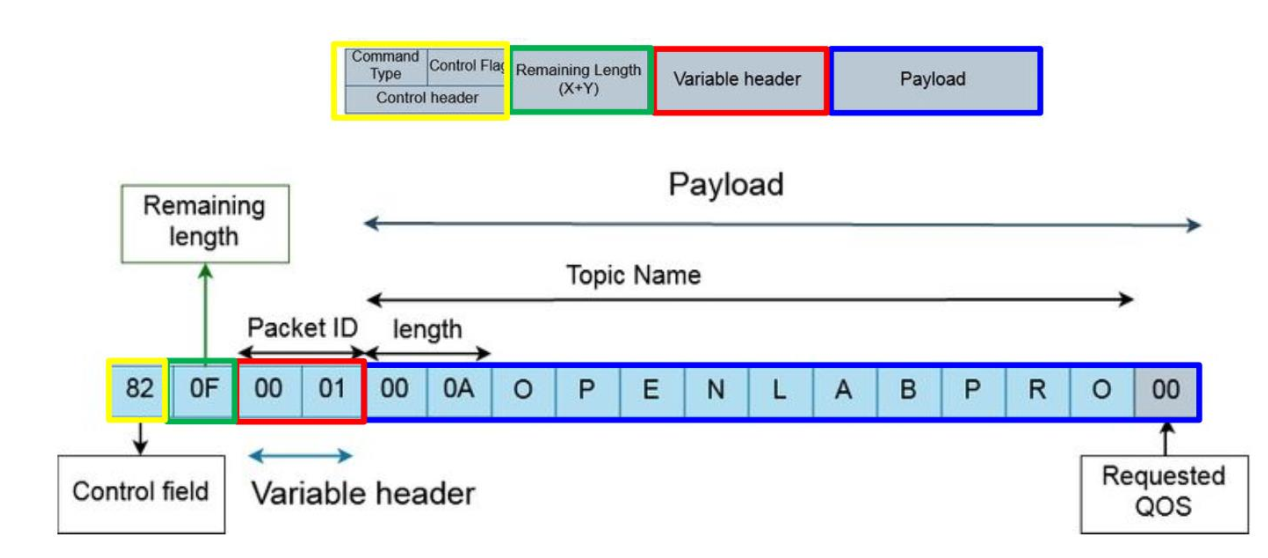 Command
Type
Control Flag
Control header
Remaining Length
(X+Y)
Variable header
Payload
Payload
Remaining
length
Topic Name
Packet ID
length
82 0F 00 01 00 0A O P E N L A B P R O 00
Control field
Variable header
Requested
QOS